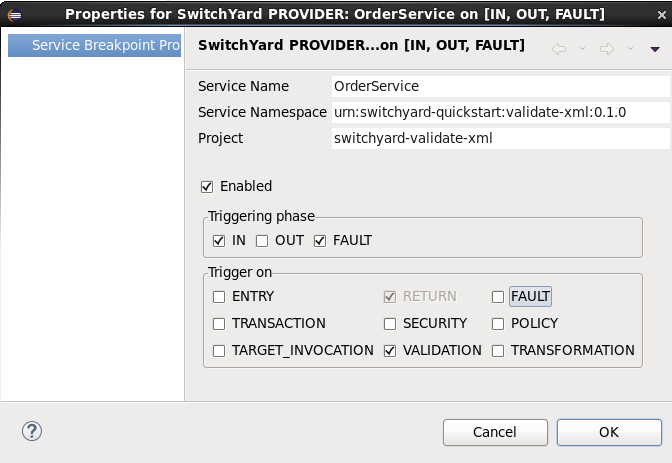 Properties for SwitchYard PROVIDER: OrderService on [IN, OUT, FAULT]
Service Breakpoint Pro
SwitchYard PROVIDER...on [IN, OUT, FAULT]
Service Name OrderService
Service Namespace urn:switchyard-quickstart:validate-xml:0.1.0
Project switchyard-validate-xml
Enabled
Triggering phase
IN OUT FAULT
Trigger on
ENTRY RETURN FAULT
TRANSACTION SECURITY POLICY
TARGET_INVOCATION VALIDATION TRANSFORMATION
? Cancel OK